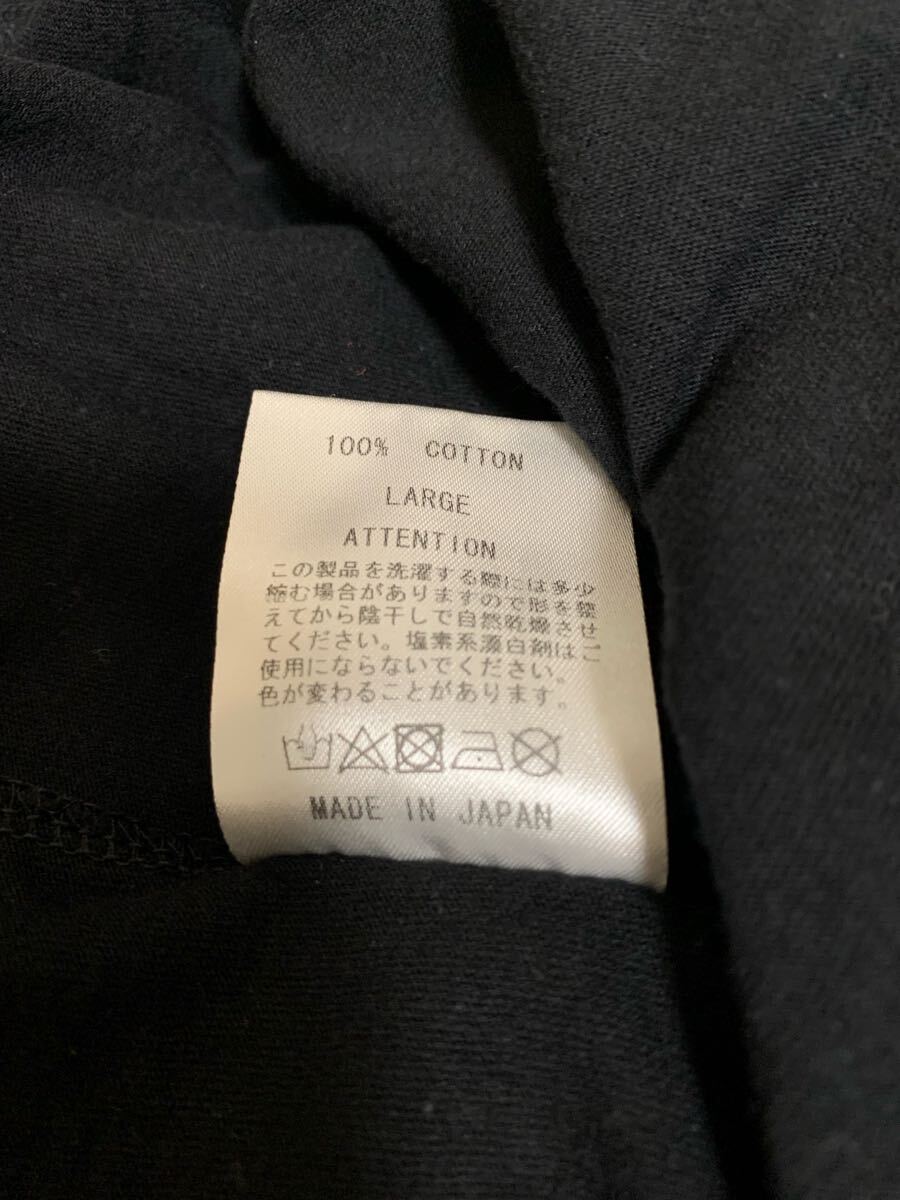 100% COTTON
LARGE
ATTENTION
この製品を洗濯する際には多少
縮む場合がありますので形を整
えてから陰干しで自然乾燥させ
てください。塩素系漂白剤はご
使用にならないでください。
色が変わることがあります。
MADE IN JAPAN